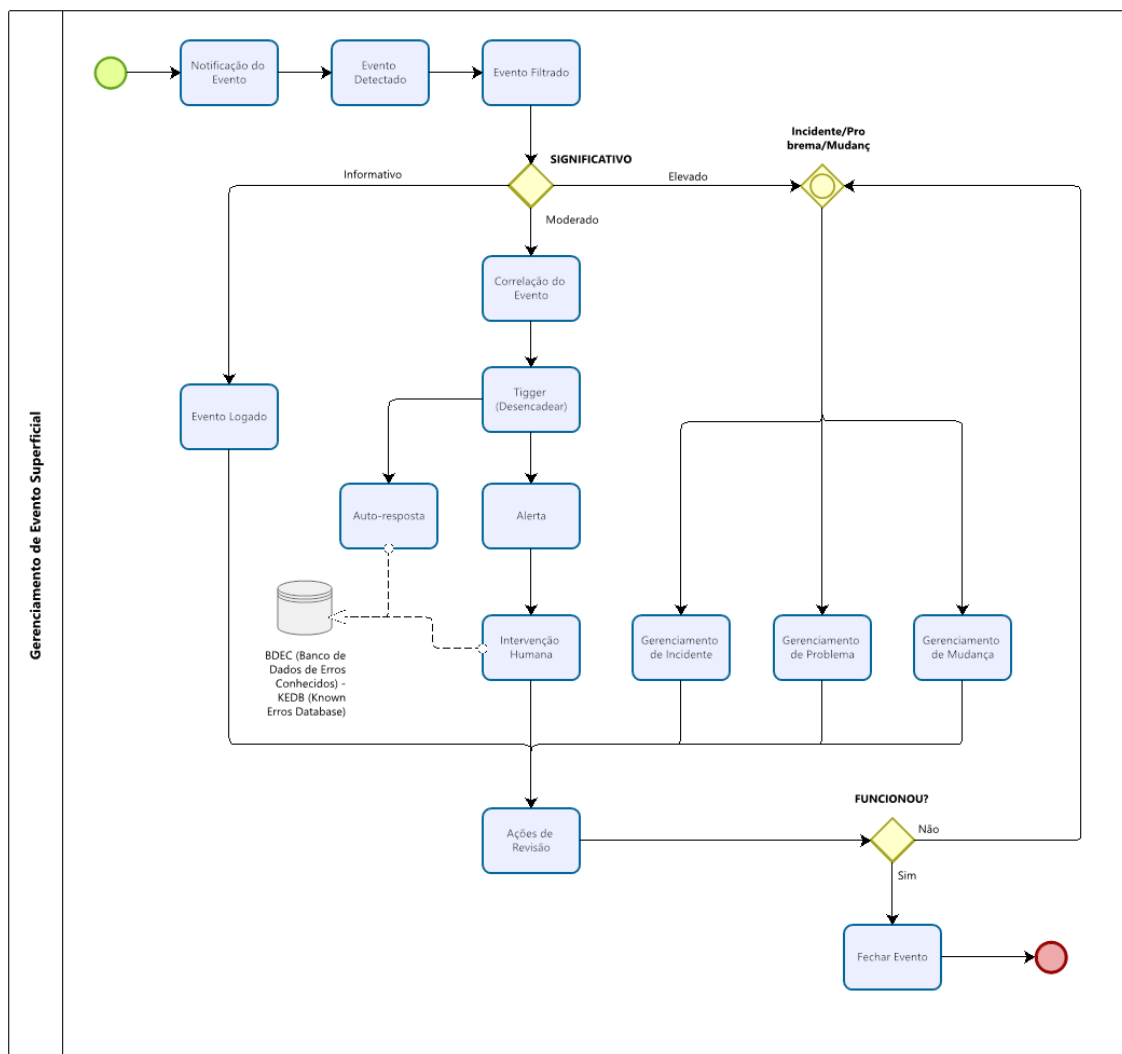 Gerenciamento de Evento Superficial
Notificação do
Evento
Evento
Detectado
Evento Filtrado
Incidente/Pro
brema/Mudanç
SIGNIFICATIVO
Informativo
Elevado
Moderado
Correlação do
Evento
Tigger
(Desencadear)
Evento Logado
Auto-resposta
Alerta
BDEC (Banco de
Dados de Erros
Conhecidos) -
KEDB (Known
Erros Database)
Intervenção
Humana
Gerenciamento
de Incidente
Gerenciamento
de Problema
Gerenciamento
de Mudança
Ações de
Revisão
FUNCIONOU?
Não
Sim
Fechar Evento